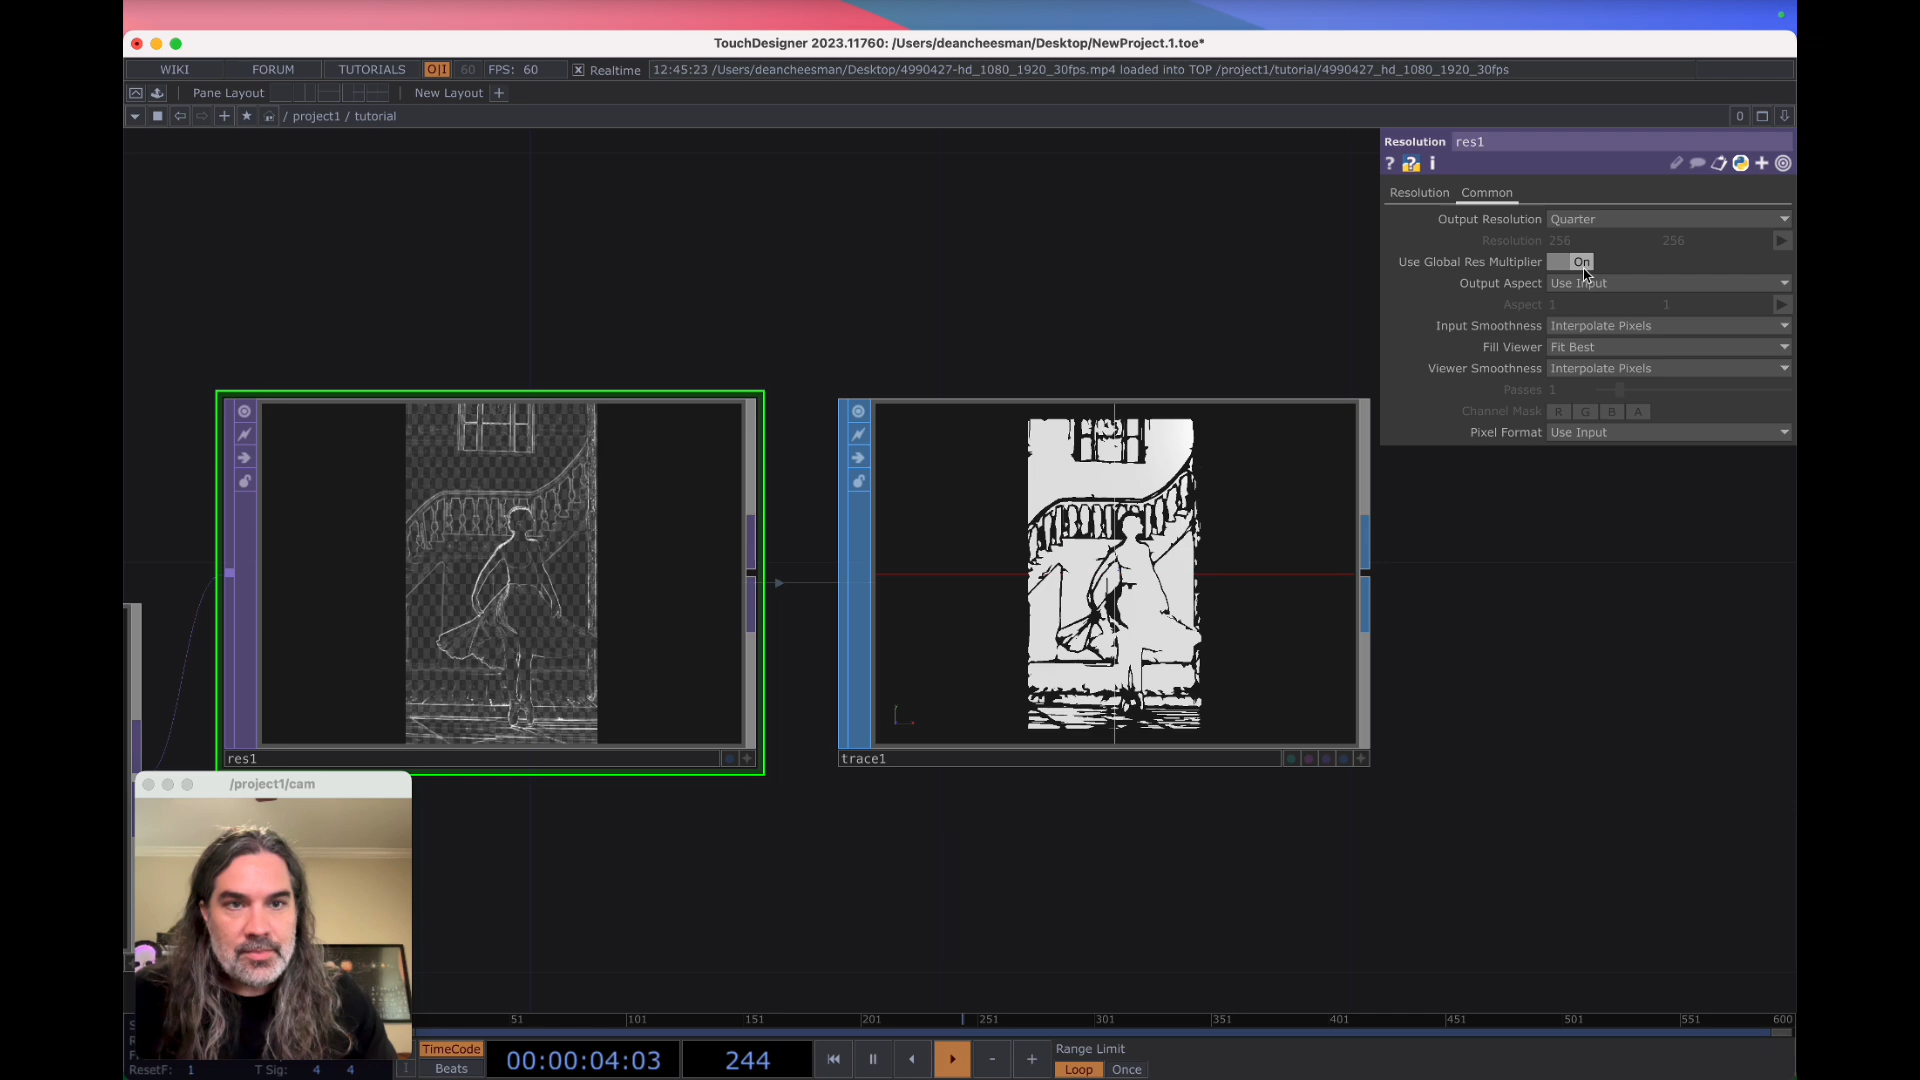 TouchDesigner 2023.11760: /Users/deancheesman/Desktop/NewProject.1.toe*
WIKI FORUM TUTORIALS O|I 60 FPS: 60 Realtime 12:45:23 /Users/deancheesman/Desktop/4990427-hd_1080_1920_30fps.mp4 loaded into TOP /project1/tutorial/4990427_hd_1080_1920_30fps
Pane Layout New Layout +
/ project1 / tutorial 0
Resolution res1
? ? i
Resolution Common
Output Resolution Quarter
Resolution 256 256
Use Global Res Multiplier On
Output Aspect Use Input
Aspect 1 1
Input Smoothness Interpolate Pixels
Fill Viewer Fit Best
Viewer Smoothness Interpolate Pixels
Passes 1
Channel Mask R G B A
Pixel Format Use Input
res1
trace1
/project1/cam
51 101 151 201 251 301 351 401 451 501 551 600
TimeCode
Beats
00:00:04:03
244
- +
Range Limit
Loop Once
ResetF: 1 T Sig: 4 4